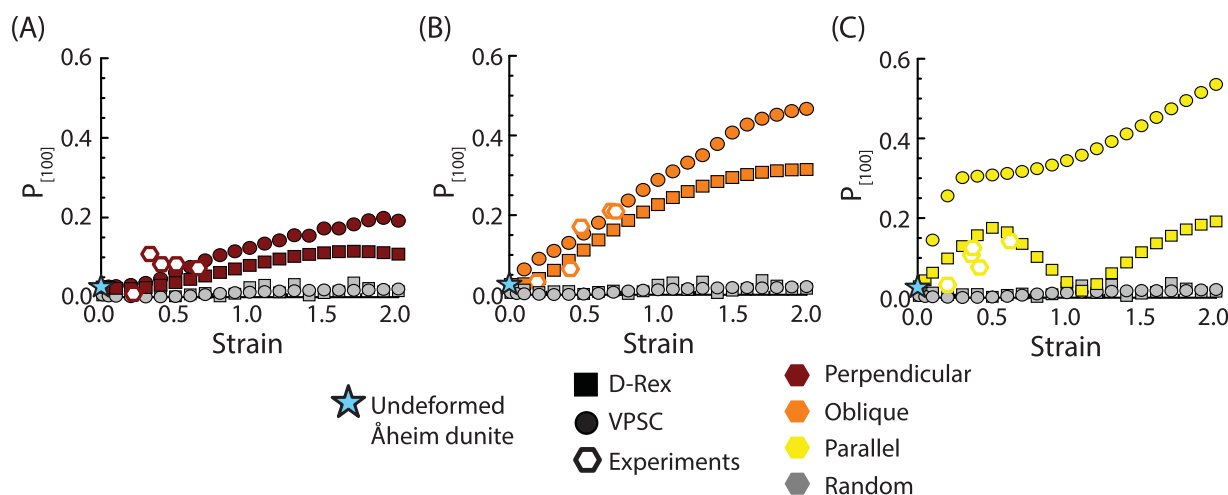 (A)
0.6
0.4
0.2
0.0
P[100]
0.0 0.5 1.0 1.5 2.0
Strain
(B)
0.6
0.4
0.2
0.0
P[100]
0.0 0.5 1.0 1.5 2.0
Strain
(C)
0.6
0.4
0.2
0.0
P[100]
0.0 0.5 1.0 1.5 2.0
Strain
Undeformed
Åheim dunite
D-Rex
VPSC
Experiments
Perpendicular
Oblique
Parallel
Random